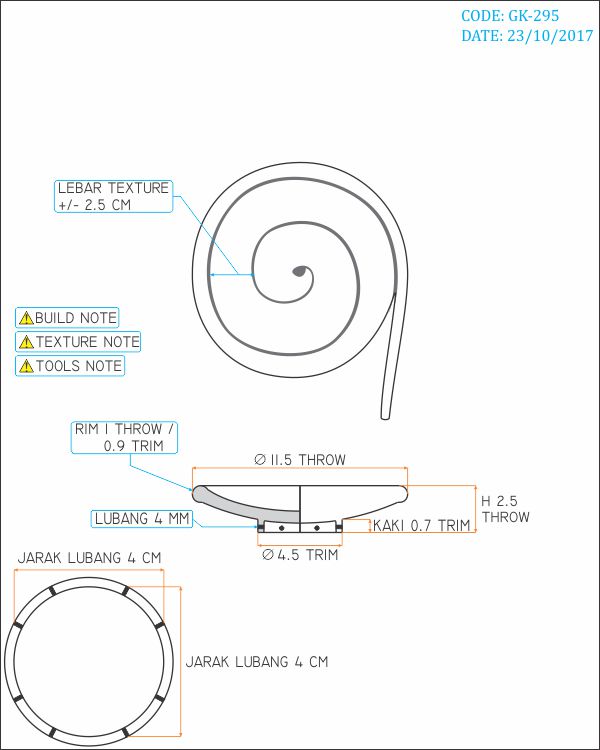 CODE: GK-295
DATE: 23/10/2017
LEBAR TEXTURE
+/- 2.5 CM
BUILD NOTE
TEXTURE NOTE
TOOLS NOTE
RIM 1 THROW /
0.9 TRIM
∅ 11.5 THROW
H 2.5
THROW
LUBANG 4 MM
KAKI 0.7 TRIM
∅ 4.5 TRIM
JARAK LUBANG 4 CM
JARAK LUBANG 4 CM